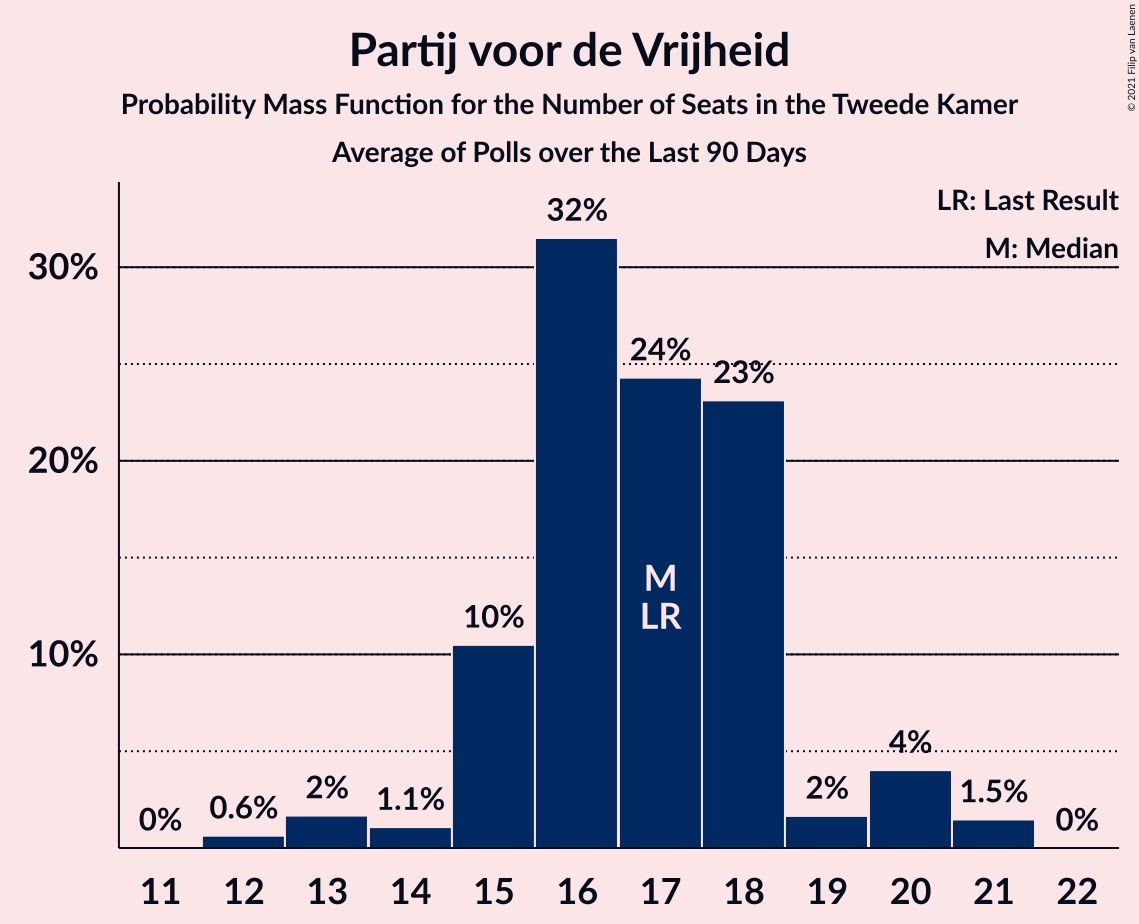 Partij voor de Vrijheid
Probability Mass Function for the Number of Seats in the Tweede Kamer
Average of Polls over the Last 90 Days
© 2021 Filip van Laenen
LR: Last Result
M: Median
30%
20%
10%
0%
0.6%
2%
1.1%
10%
32%
24%
23%
2%
4%
1.5%
0%
M
LR
11 12 13 14 15 16 17 18 19 20 21 22